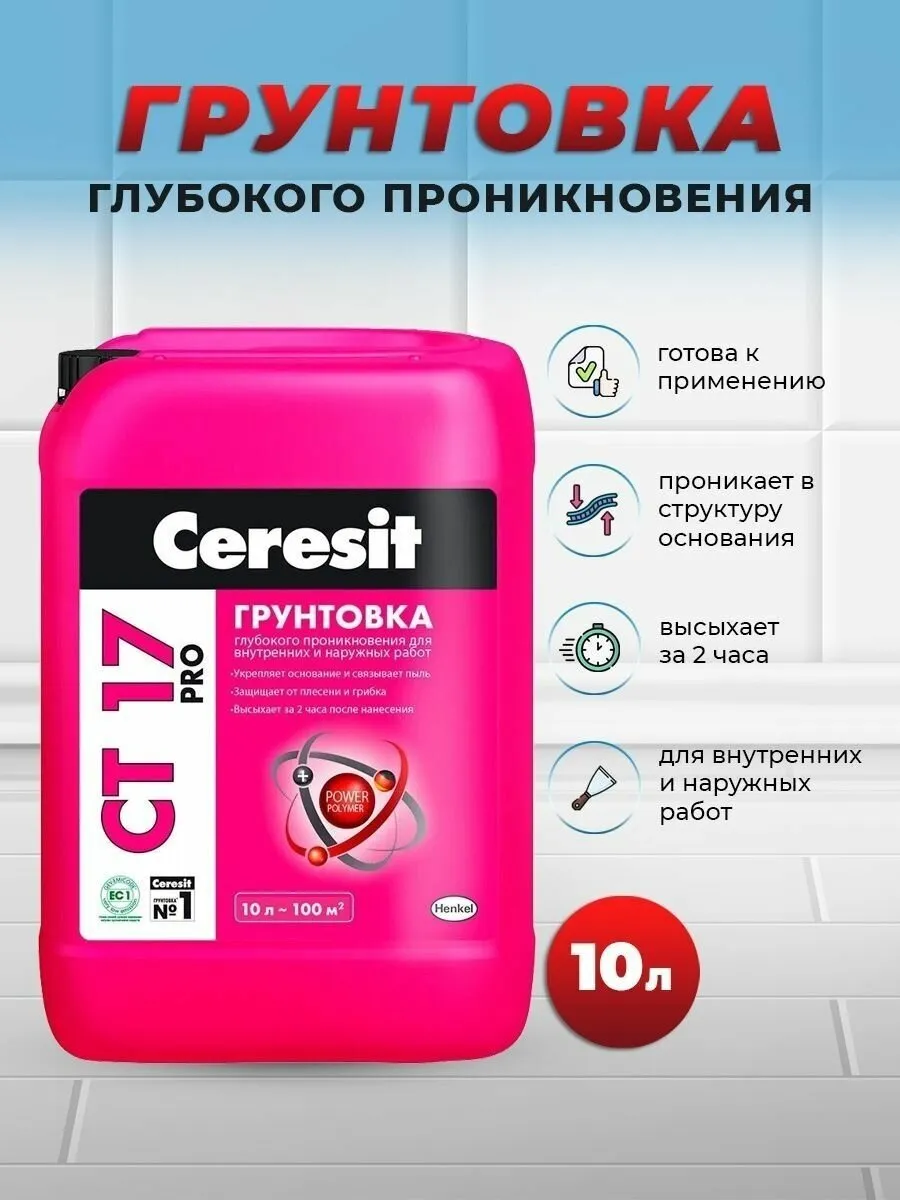 ГРУНТОВКА
ГЛУБОКОГО ПРОНИКНОВЕНИЯ
готова к
применению
проникает в
структуру
основания
высыхает
за 2 часа
для внутренних
и наружных
работ
Ceresit
CT 17
PRO
ГРУНТОВКА
глубокого проникновения для
внутренних и наружных работ
•Укрепляет основание и связывает пыль
•Защищает от плесени и грибка
•Высыхает за 2 часа после нанесения
POWER
POLYMER
EC1
Ceresit
ГРУНТОВКА
№1
10 л ~ 100 м²
Henkel
10л